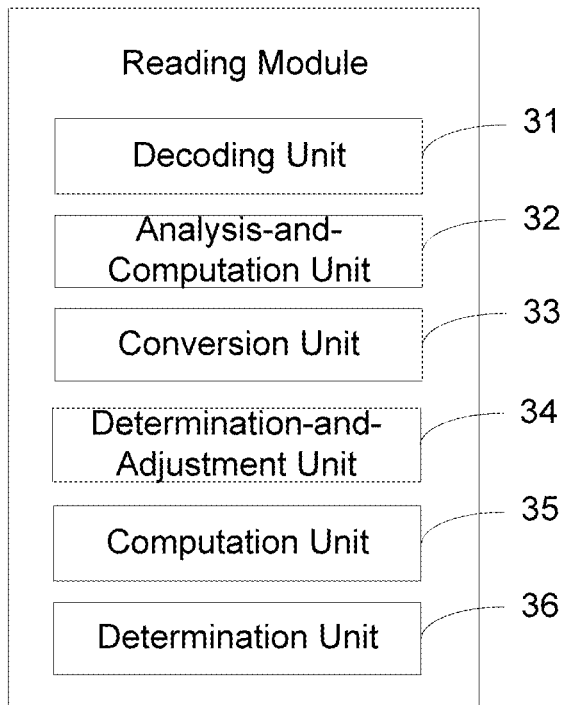 Reading Module
Decoding Unit
31
Analysis-and-
Computation Unit
32
Conversion Unit
33
Determination-and-
Adjustment Unit
34
Computation Unit
35
Determination Unit
36